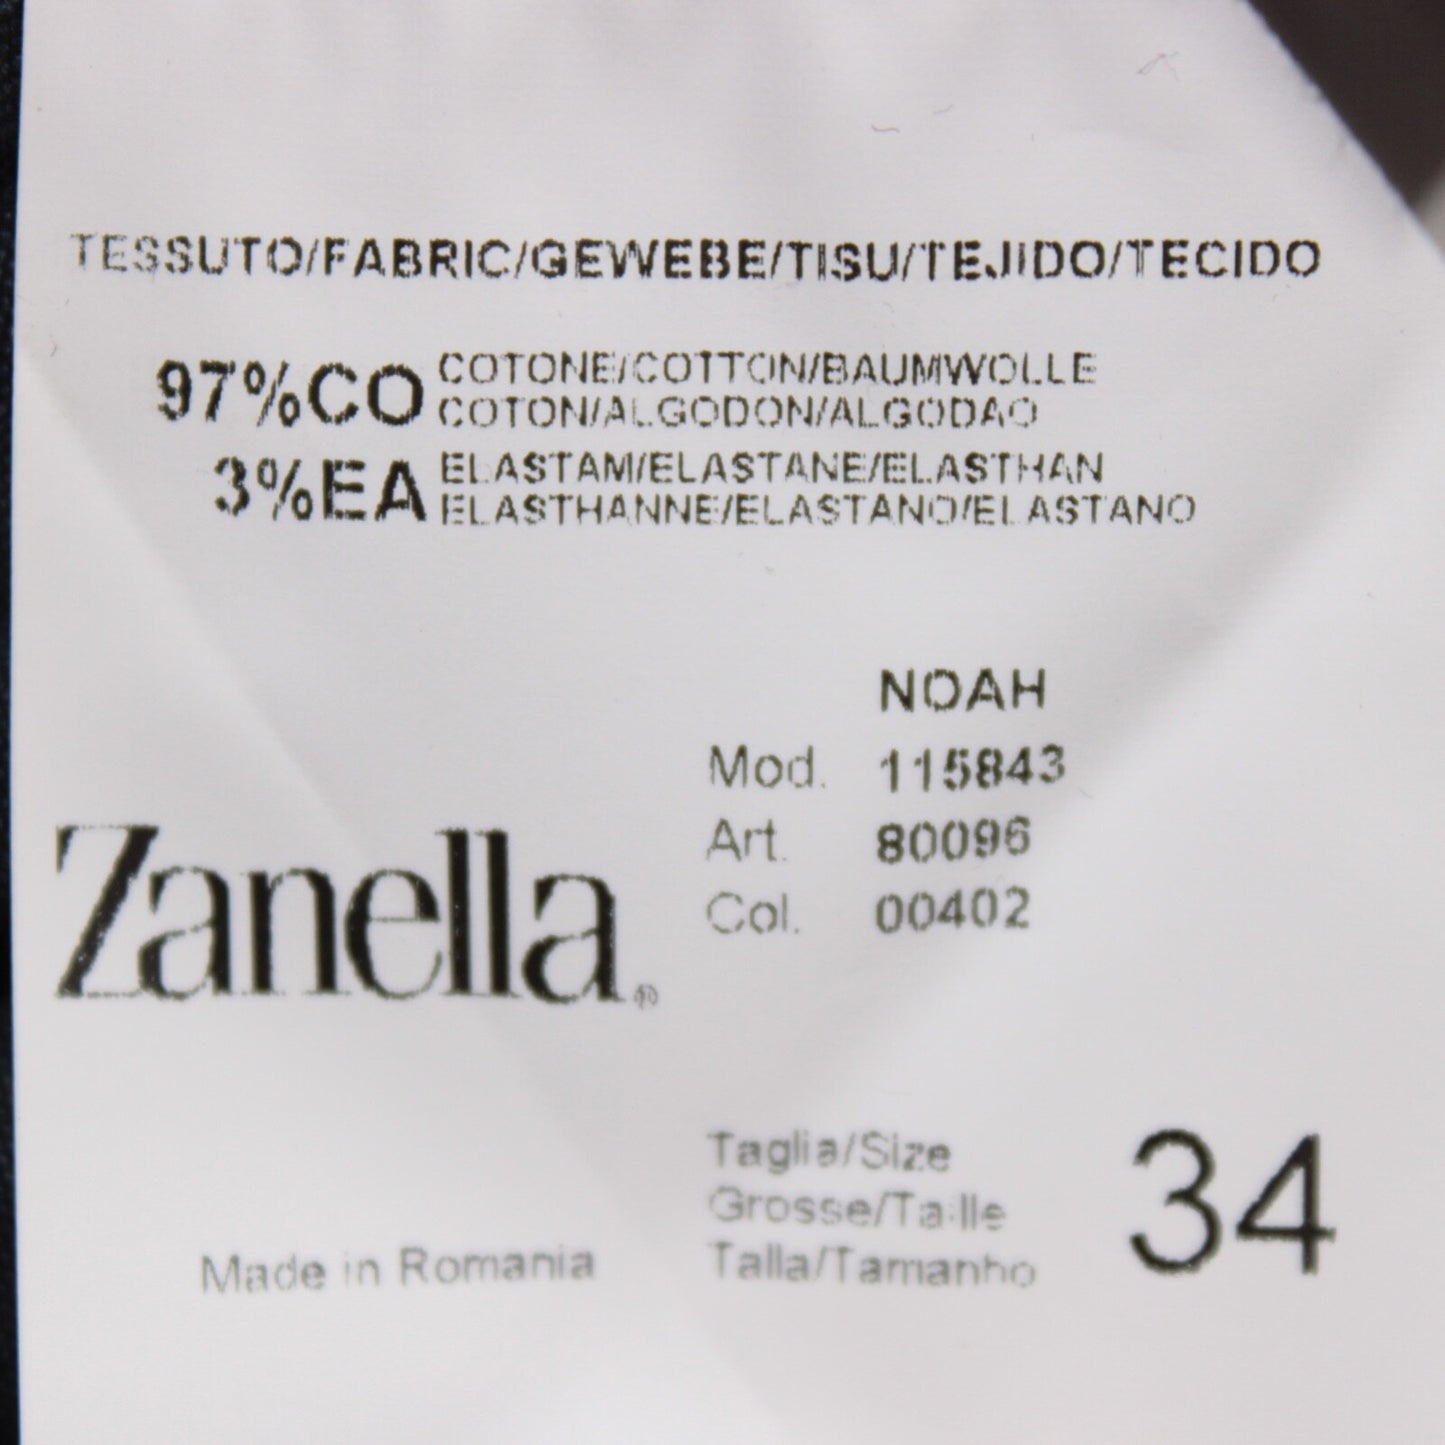 TESSUTO/FABRIC/GEWEBE/TISU/TEJIDO/TECIDO
97%CO COTONE/COTTON/BAUMWOLLE
COTON/ALGODON/ALGODAO
3%EA ELASTAM/ELASTANE/ELASTHAN
ELASTHANNE/ELASTANO/ELASTANO
NOAH
Mod. 115843
Art. 80096
Col. 00402
Zanella®
Taglia/Size
Grosse/Taille
Talla/Tamanho
34
Made in Romania